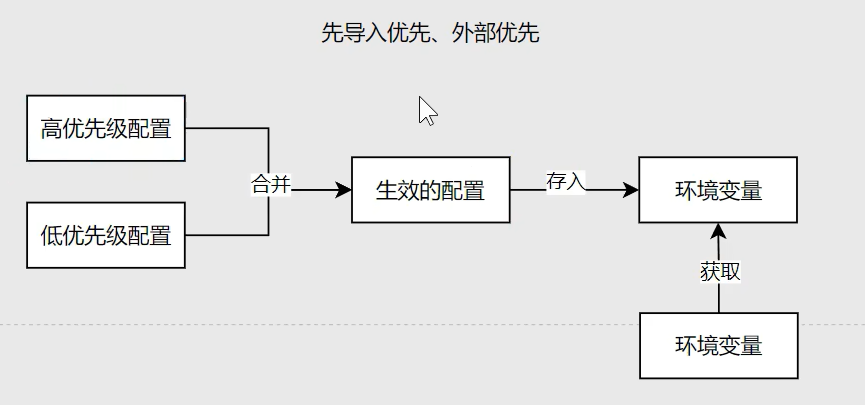 先导入优先、外部优先
高优先级配置
合并
低优先级配置
生效的配置
存入
环境变量
获取
环境变量